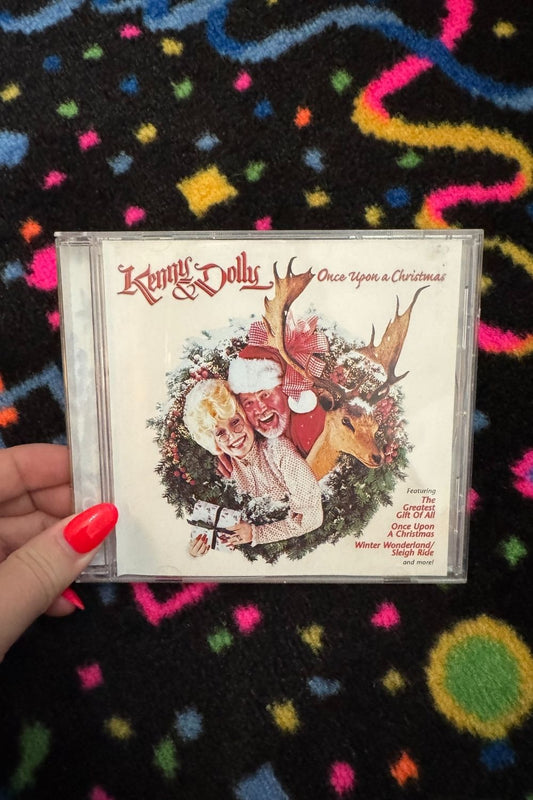 Kenny & Dolly
Once Upon a Christmas
Featuring
The
Greatest
Gift Of All
Once Upon
A Christmas
Winter Wonderland/
Sleigh Ride
and more!